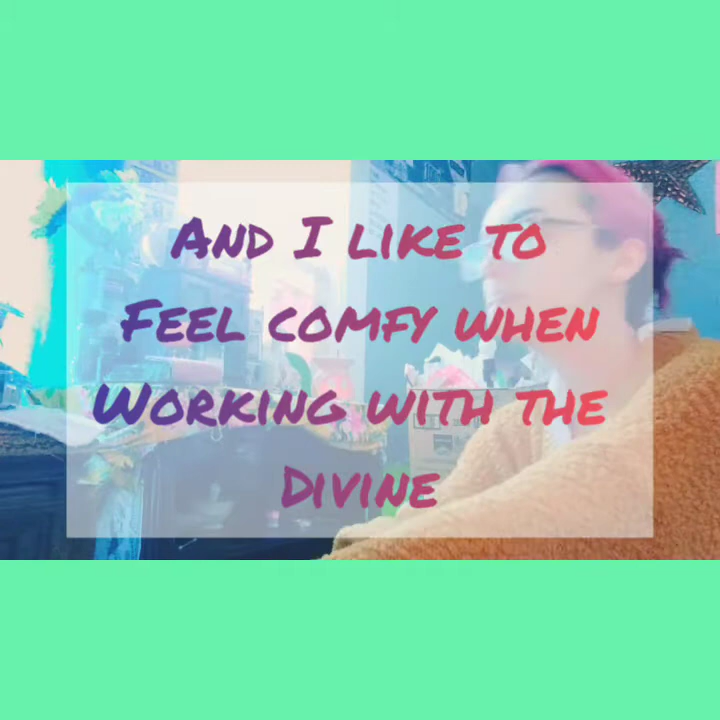 And I like to
Feel comfy when
Working with the
Divine